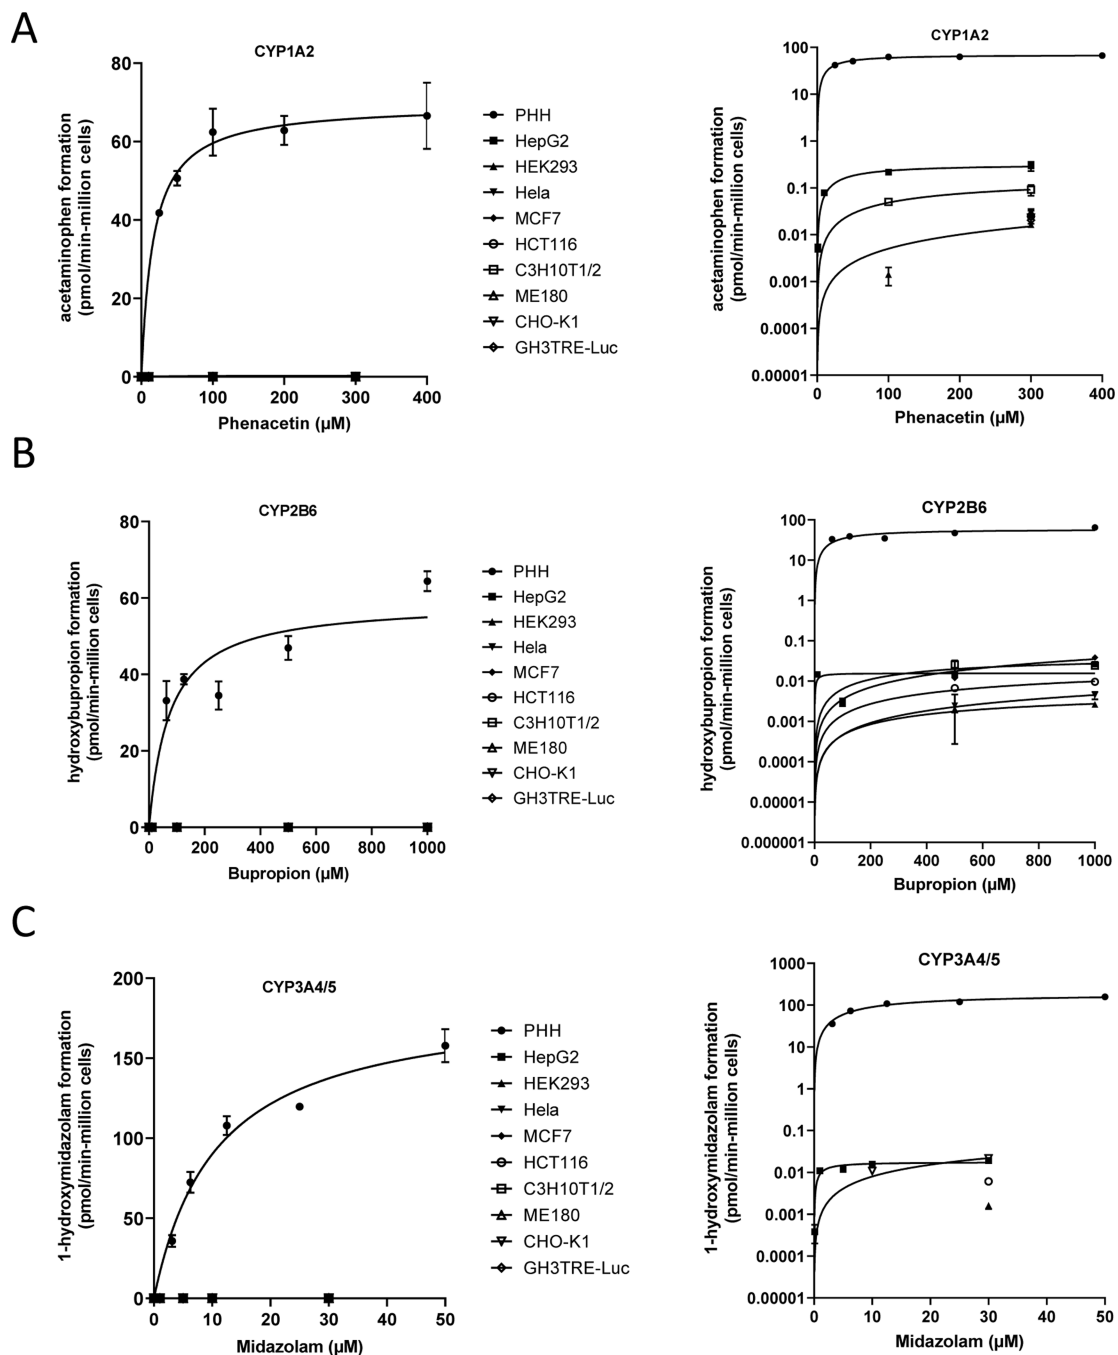 A
CYP1A2
acetaminophen formation
(pmol/min-million cells)
80
60
40
20
0
0 100 200 300 400
Phenacetin (µM)
PHH
HepG2
HEK293
Hela
MCF7
HCT116
C3H10T1/2
ME180
CHO-K1
GH3TRE-Luc
CYP1A2
acetaminophen formation
(pmol/min-million cells)
100
10
1
0.1
0.01
0.001
0.0001
0.00001
0 100 200 300 400
Phenacetin (µM)
B
CYP2B6
hydroxybupropion formation
(pmol/min-million cells)
80
60
40
20
0
0 200 400 600 800 1000
Bupropion (µM)
PHH
HepG2
HEK293
Hela
MCF7
HCT116
C3H10T1/2
ME180
CHO-K1
GH3TRE-Luc
CYP2B6
hydroxybupropion formation
(pmol/min-million cells)
100
10
1
0.1
0.01
0.001
0.0001
0.00001
0.000001
0 200 400 600 800 1000
Bupropion (µM)
C
CYP3A4/5
1-hydroxymidazolam formation
(pmol/min-million cells)
200
150
100
50
0
0 10 20 30 40 50
Midazolam (µM)
PHH
HepG2
HEK293
Hela
MCF7
HCT116
C3H10T1/2
ME180
CHO-K1
GH3TRE-Luc
CYP3A4/5
1-hydroxymidazolam formation
(pmol/min-million cells)
1000
100
10
1
0.1
0.01
0.001
0.0001
0.00001
0 10 20 30 40 50
Midazolam (µM)